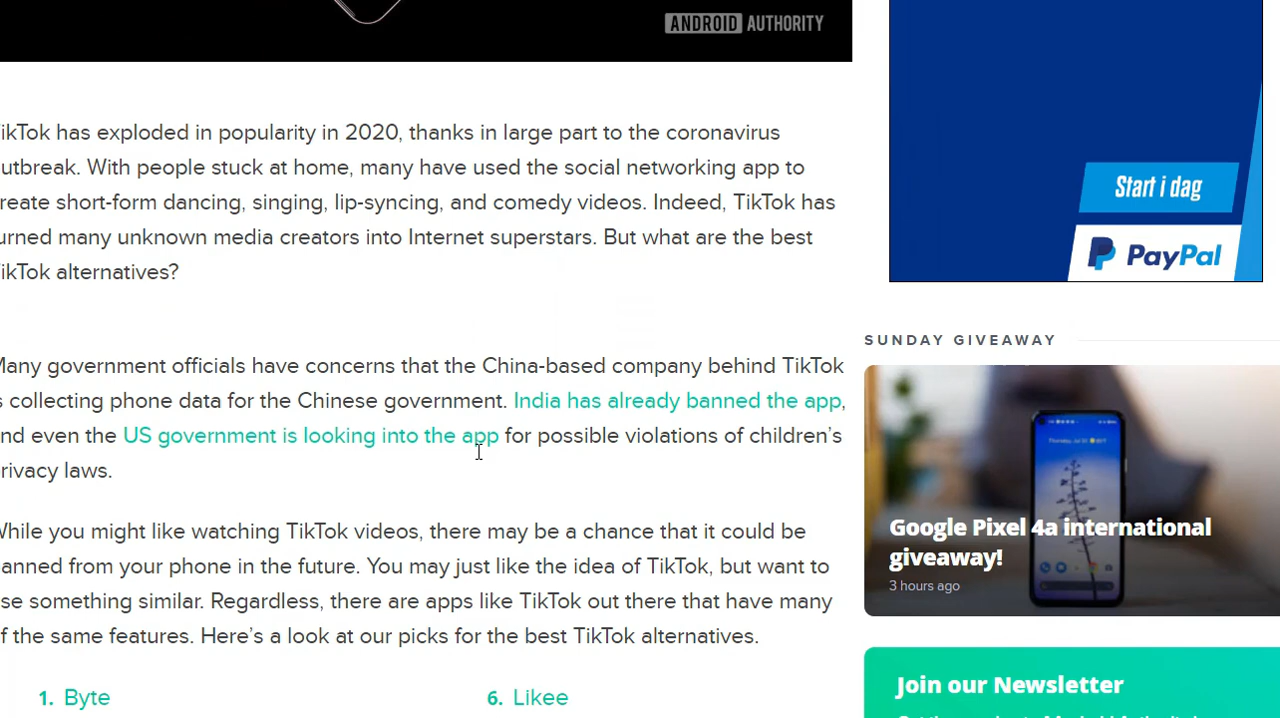 ANDROID AUTHORITY
ikTok has exploded in popularity in 2020, thanks in large part to the coronavirus
utbreak. With people stuck at home, many have used the social networking app to
reate short-form dancing, singing, lip-syncing, and comedy videos. Indeed, TikTok has
urned many unknown media creators into Internet superstars. But what are the best
ikTok alternatives?
Many government officials have concerns that the China-based company behind TikTok
s collecting phone data for the Chinese government. India has already banned the app,
nd even the US government is looking into the app for possible violations of children's
rivacy laws.
While you might like watching TikTok videos, there may be a chance that it could be
anned from your phone in the future. You may just like the idea of TikTok, but want to
se something similar. Regardless, there are apps like TikTok out there that have many
f the same features. Here's a look at our picks for the best TikTok alternatives.
1. Byte
6. Likee
Start i dag
PayPal
SUNDAY GIVEAWAY
Google Pixel 4a international
giveaway!
3 hours ago
Join our Newsletter